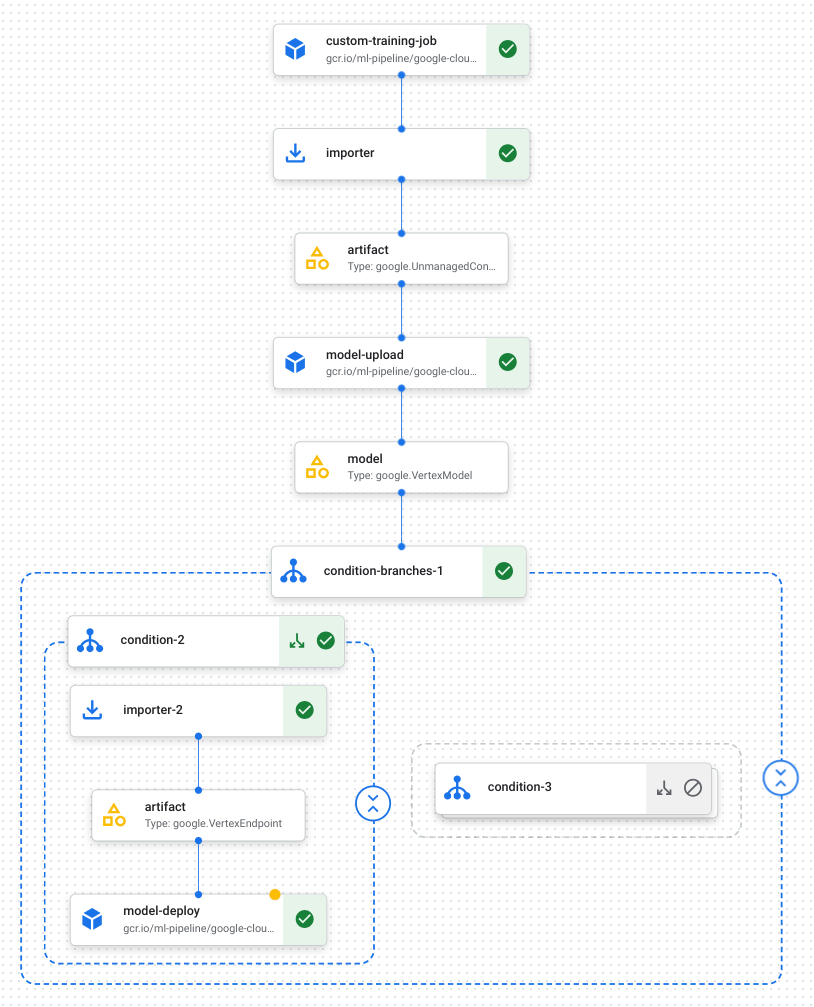 custom-training-job
gcr.io/ml-pipeline/google-clou...
importer
artifact
Type: google.UnmanagedCon...
model-upload
gcr.io/ml-pipeline/google-clou...
model
Type: google.VertexModel
condition-branches-1
condition-2
importer-2
artifact
Type: google.VertexEndpoint
model-deploy
gcr.io/ml-pipeline/google-clou...
condition-3